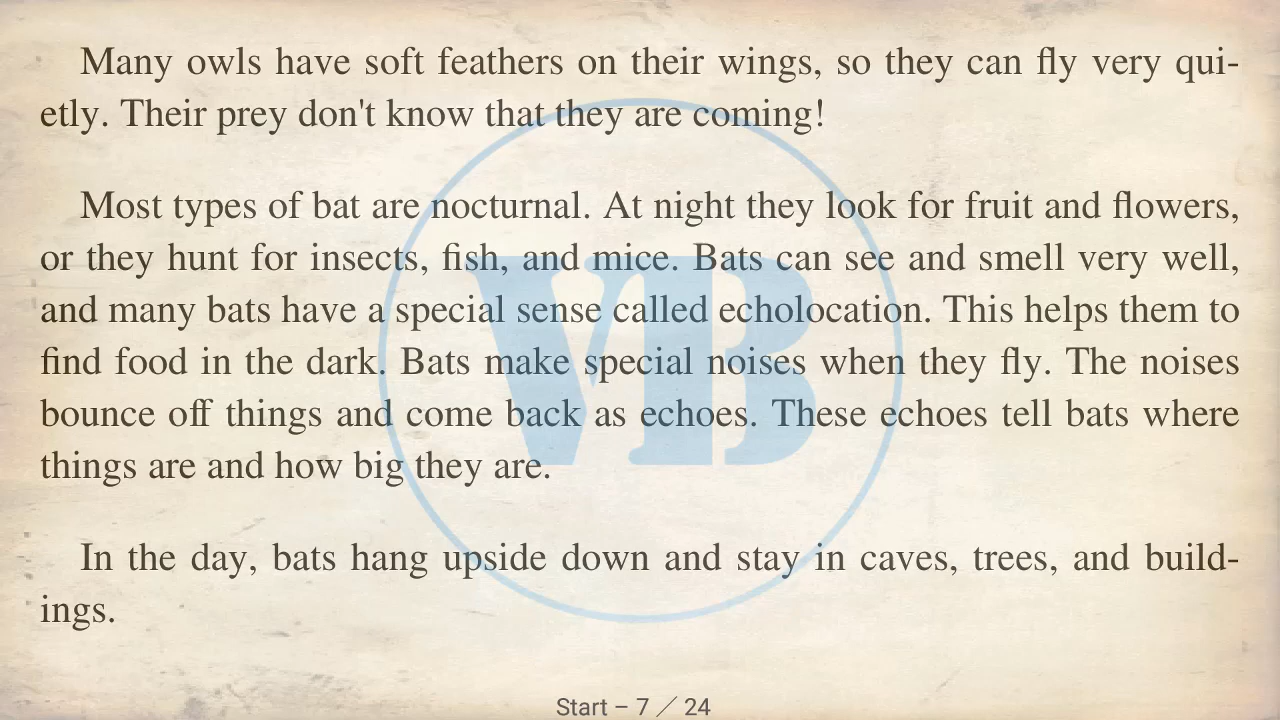 Many owls have soft feathers on their wings, so they can fly very qui-
etly. Their prey don't know that they are coming!
Most types of bat are nocturnal. At night they look for fruit and flowers,
or they hunt for insects, fish, and mice. Bats can see and smell very well,
and many bats have a special sense called echolocation. This helps them to
find food in the dark. Bats make special noises when they fly. The noises
bounce off things and come back as echoes. These echoes tell bats where
things are and how big they are.
VB
In the day, bats hang upside down and stay in caves, trees, and build-
ings.
Start – 7 ⁄ 24